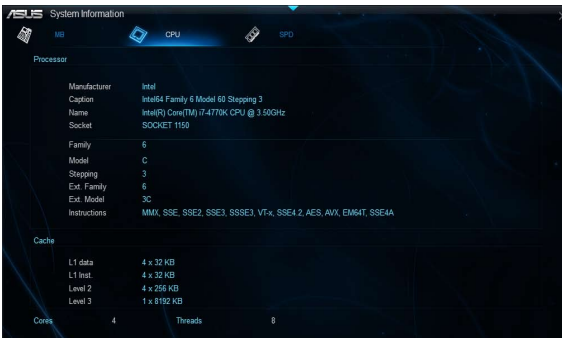 ASUS System Information
MB CPU SPD
Processor
Manufacturer Intel
Caption Intel64 Family 6 Model 60 Stepping 3
Name Intel(R) Core(TM) i7-4770K CPU @ 3.50GHz
Socket SOCKET 1150
Family 6
Model C
Stepping 3
Ext. Family 6
Ext. Model 3C
Instructions MMX, SSE, SSE2, SSE3, SSSE3, VT-x, SSE4.2, AES, AVX, EM64T, SSE4A
Cache
L1 data 4 x 32 KB
L1 Inst. 4 x 32 KB
Level 2 4 x 256 KB
Level 3 1 x 8192 KB
Cores 4 Threads 8